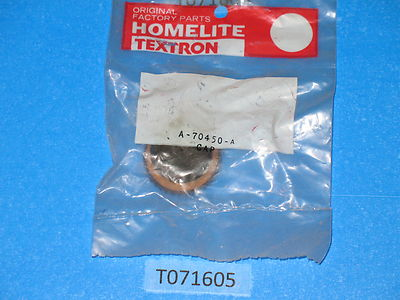 ORIGINAL
FACTORY PARTS
HOMELITE
TEXTRON
A-70450-A
CAP
T071605